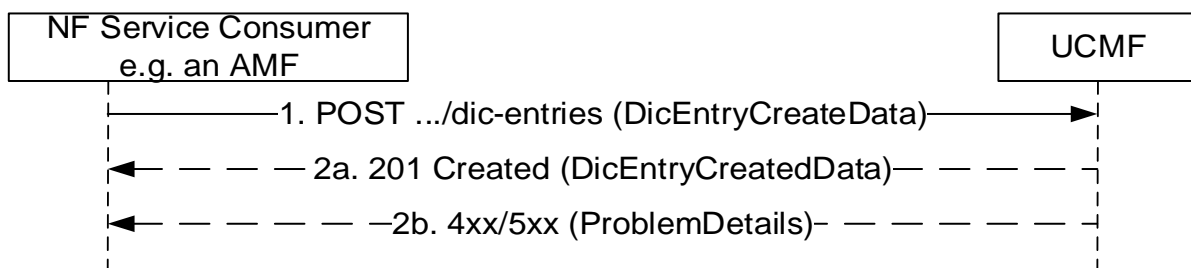 NF Service Consumer
e.g. an AMF
UCMF
1. POST .../dic-entries (DicEntryCreateData)
2a. 201 Created (DicEntryCreatedData)
2b. 4xx/5xx (ProblemDetails)